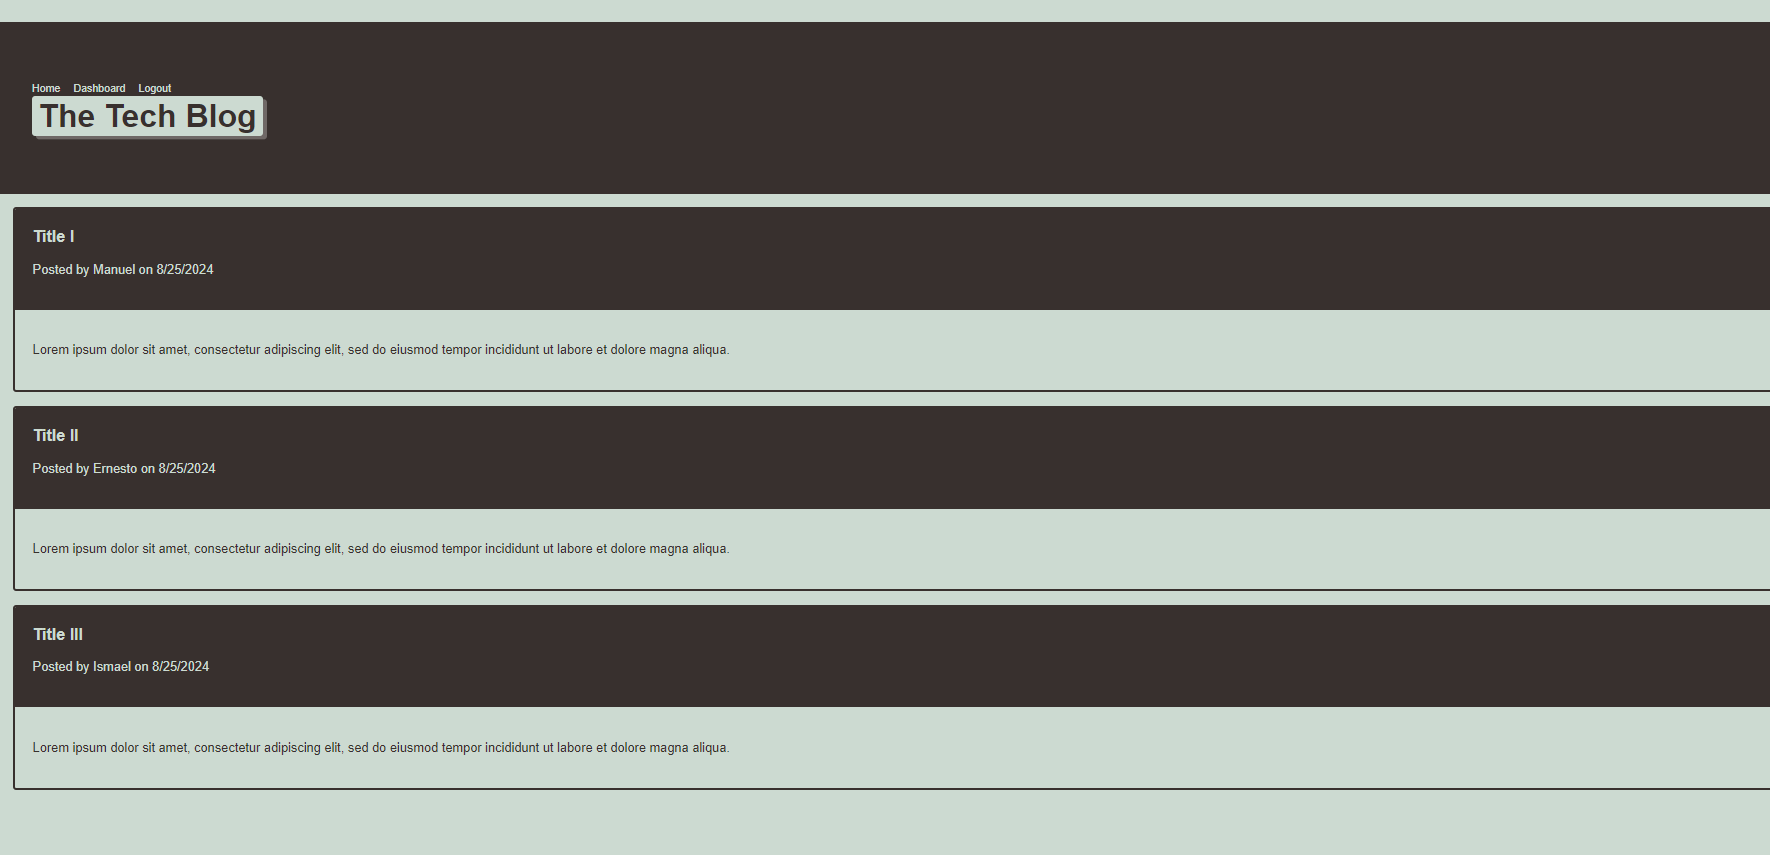 Home Dashboard Logout
The Tech Blog
Title I
Posted by Manuel on 8/25/2024
Lorem ipsum dolor sit amet, consectetur adipiscing elit, sed do eiusmod tempor incididunt ut labore et dolore magna aliqua.
Title II
Posted by Ernesto on 8/25/2024
Lorem ipsum dolor sit amet, consectetur adipiscing elit, sed do eiusmod tempor incididunt ut labore et dolore magna aliqua.
Title III
Posted by Ismael on 8/25/2024
Lorem ipsum dolor sit amet, consectetur adipiscing elit, sed do eiusmod tempor incididunt ut labore et dolore magna aliqua.